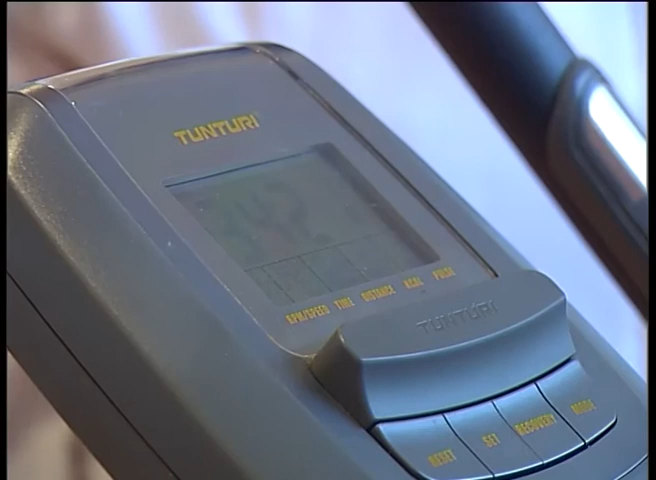 TUNTURI
RPM/SPEED TIME DISTANCE KCAL PULSE
TUNTURI
RESET SET RECOVERY MODE